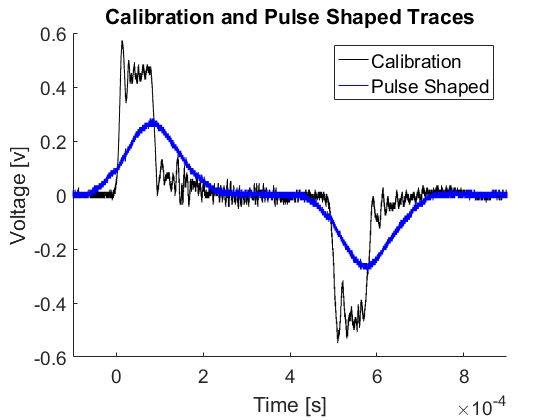 Calibration and Pulse Shaped Traces
Calibration
Pulse Shaped
Voltage [v]
0.6
0.4
0.2
0
-0.2
-0.4
-0.6
0 2 4 6 8
×10⁻⁴
Time [s]